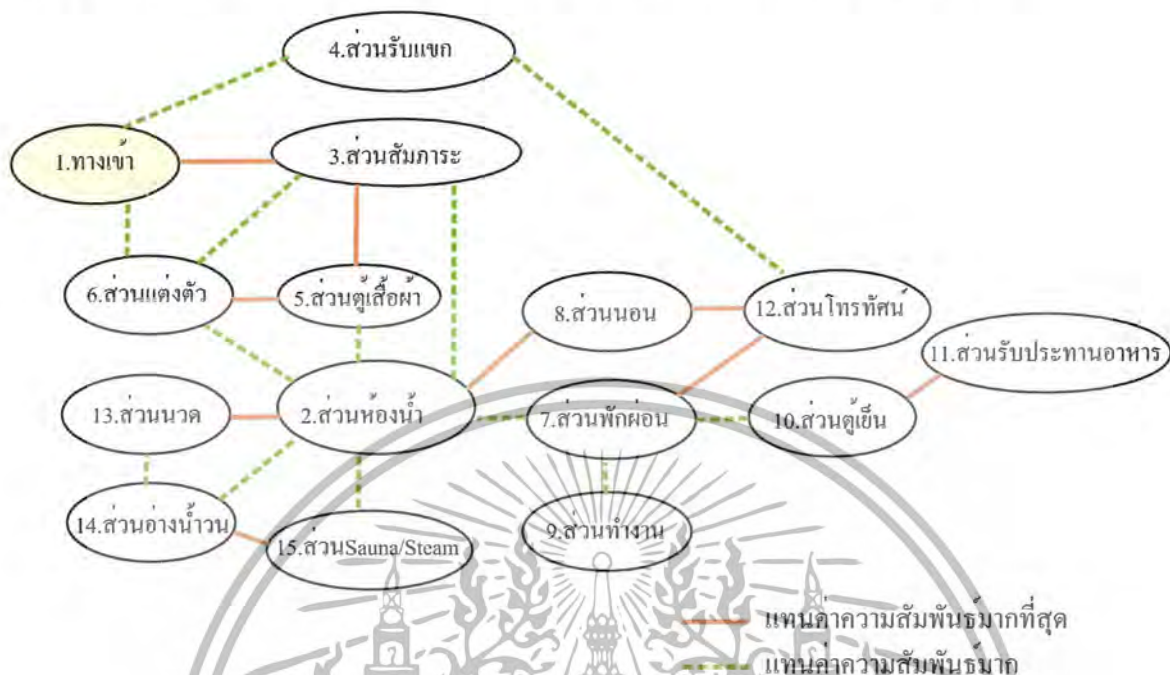 4.ส่วนรับแขก
1.ทางเข้า
3.ส่วนสัมภาระ
6.ส่วนแต่งตัว
5.ส่วนตู้เสื้อผ้า
8.ส่วนนอน
12.ส่วนโทรทัศน์
11.ส่วนรับประทานอาหาร
13.ส่วนนวด
2.ส่วนห้องน้ำ
7.ส่วนพักผ่อน
10.ส่วนตู้เย็น
14.ส่วนอ่างน้ำวน
15.ส่วนSauna/Steam
9.ส่วนทำงาน
แทนค่าความสัมพันธ์มากที่สุด
แทนค่าความสัมพันธ์มาก